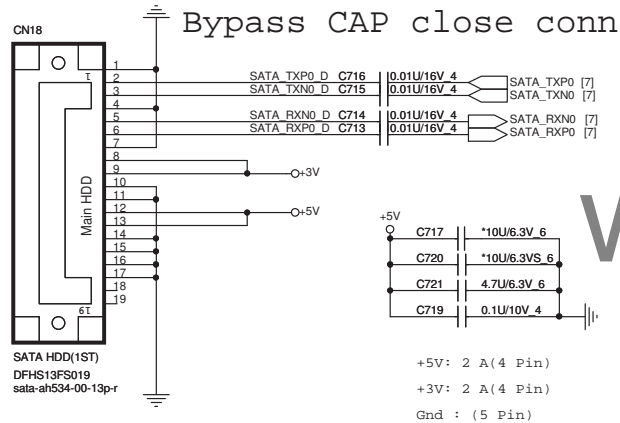 Bypass CAP close conn
CN18
1
1
2
3
4
5
6
7
8
9
10
11
12
13
14
15
16
17
18
19
19
Main HDD
SATA_TXP0_D C716 0.01U/16V_4 SATA_TXP0 [7]
SATA_TXN0_D C715 0.01U/16V_4 SATA_TXN0 [7]
SATA_RXN0_D C714 0.01U/16V_4 SATA_RXN0 [7]
SATA_RXP0_D C713 0.01U/16V_4 SATA_RXP0 [7]
+3V
+5V
+5V
C717 *10U/6.3V_6
C720 *10U/6.3VS_6
C721 4.7U/6.3V_6
C719 0.1U/10V_4
V
SATA HDD(1ST)
DFHS13FS019
sata-ah534-00-13p-r
+5V: 2 A(4 Pin)
+3V: 2 A(4 Pin)
Gnd : (5 Pin)